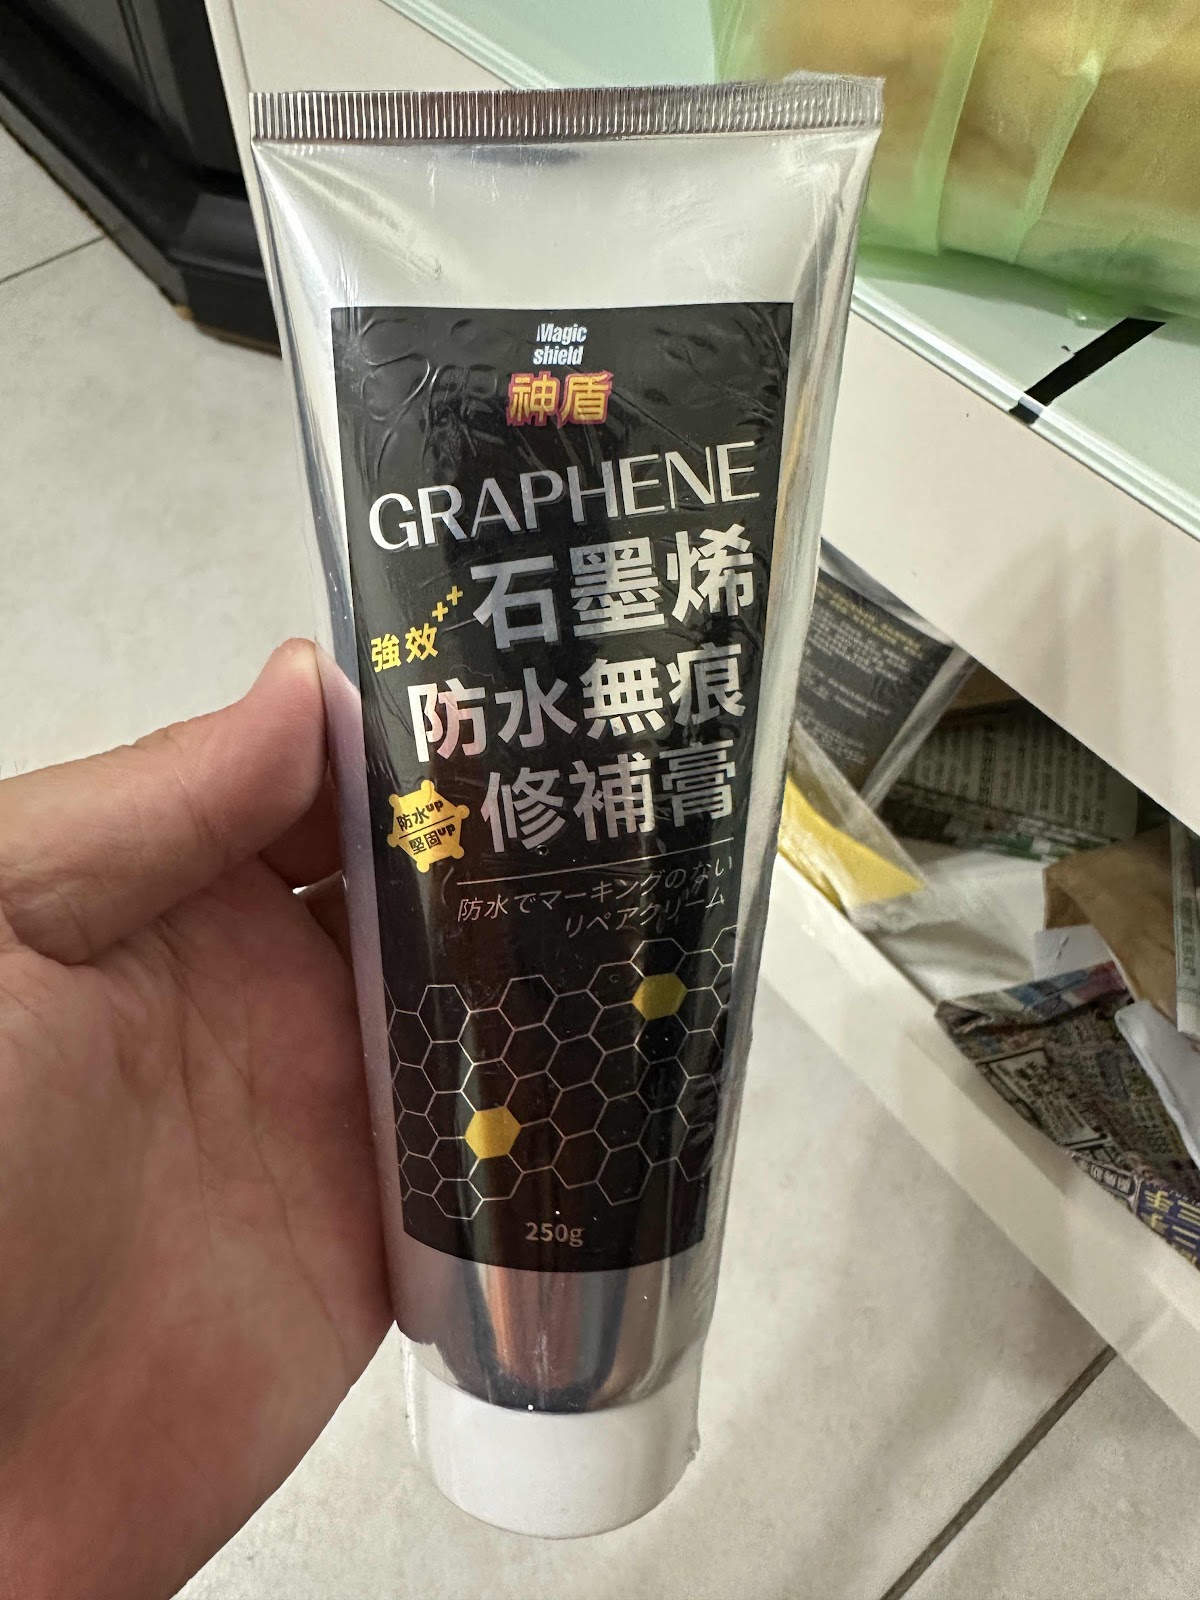 Magic
shield
神盾
GRAPHENE
石墨烯
強效++
防水無痕
修補膏
防水up
堅固up
防水でマーキングのない
リペアクリーム
250g